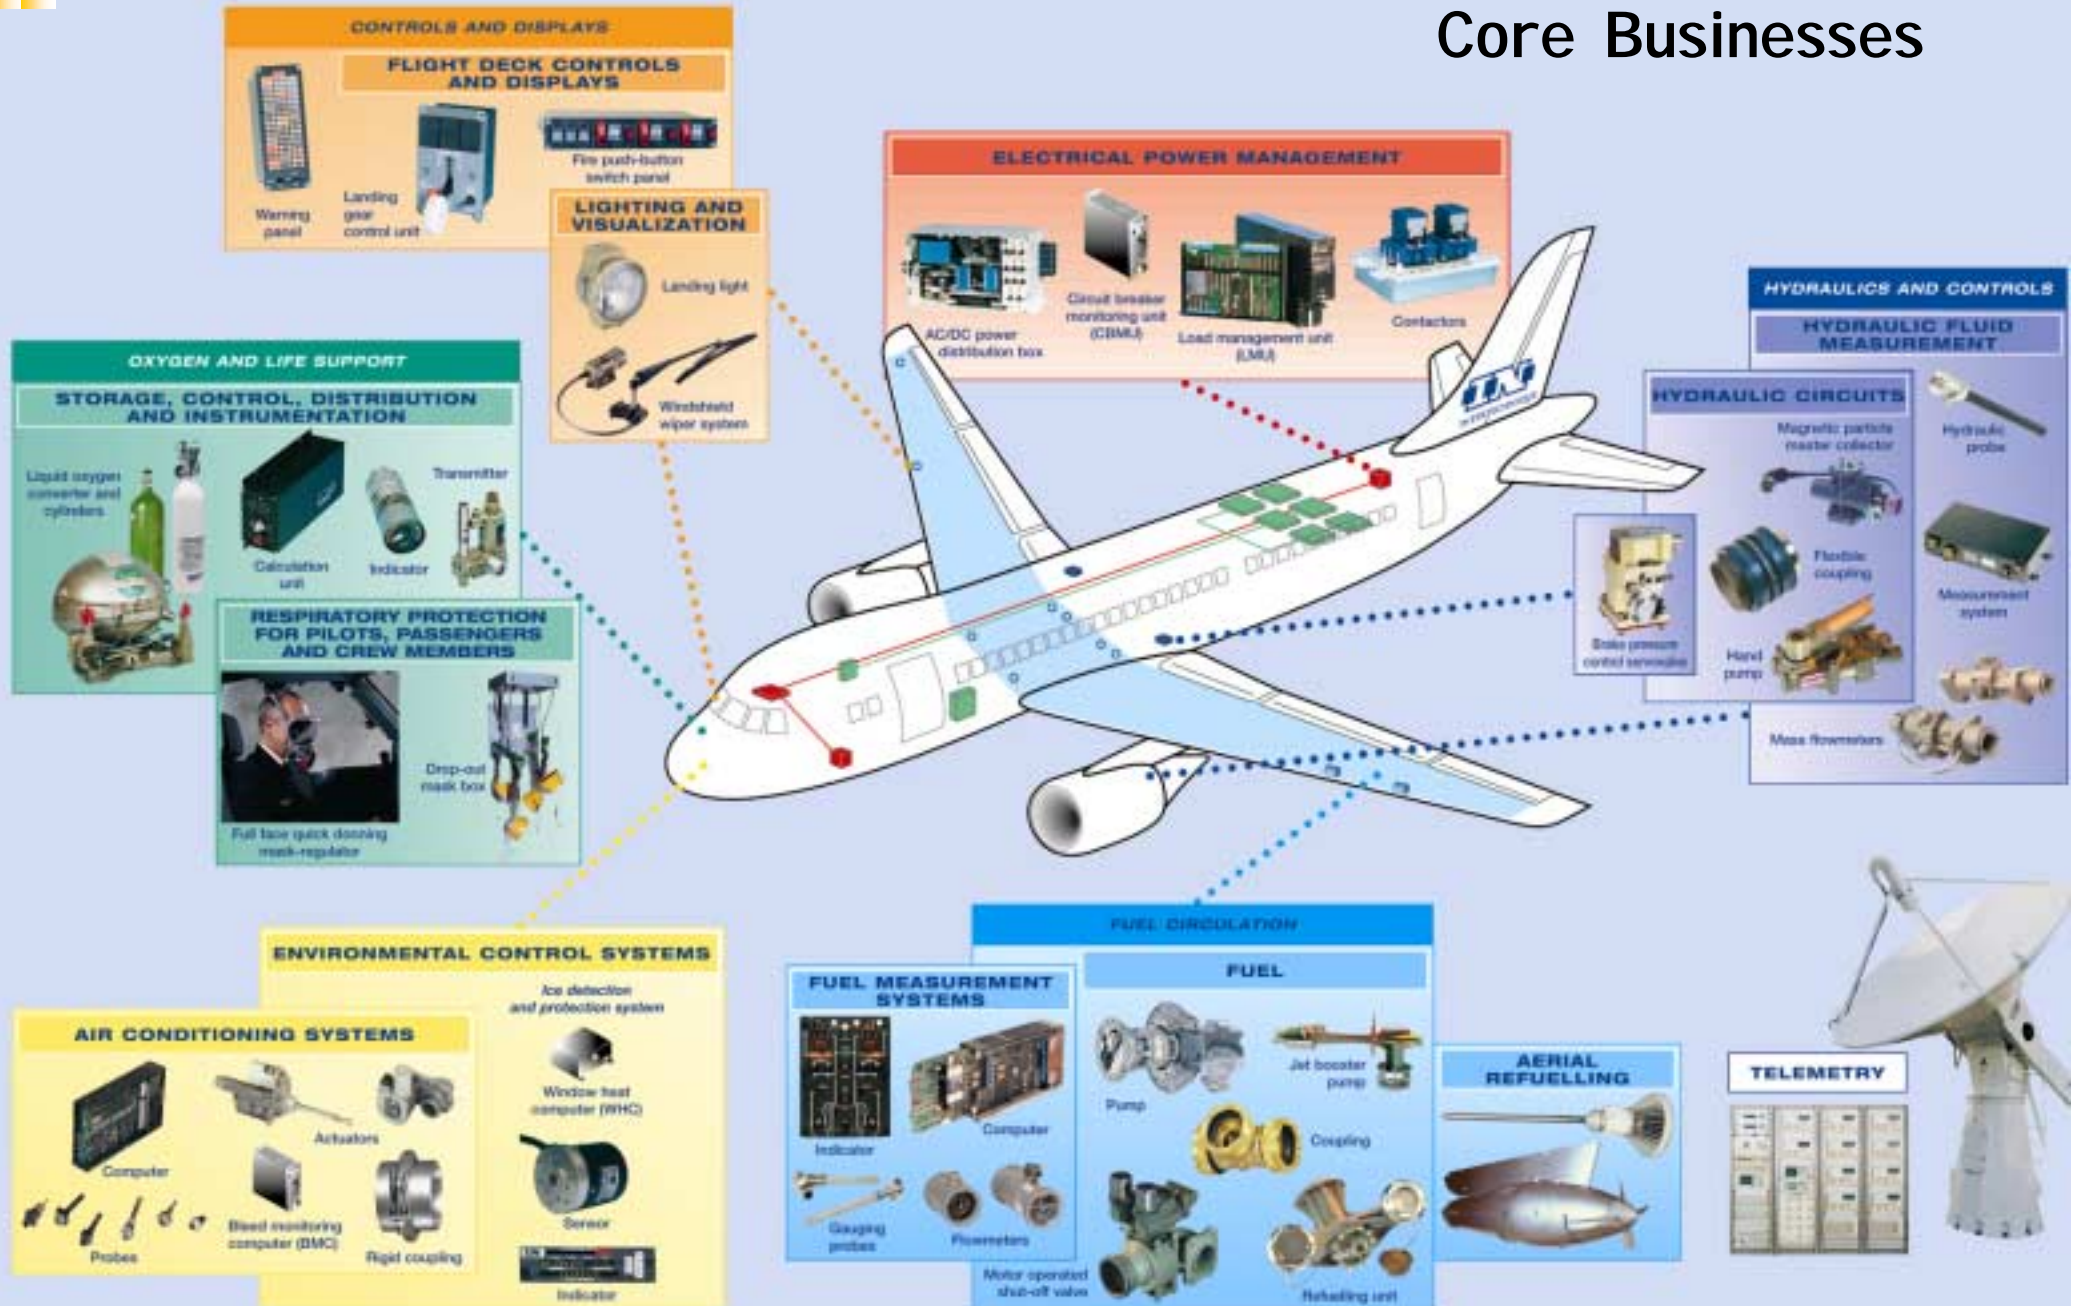 Core Businesses
CONTROLS AND DISPLAYS
FLIGHT DECK CONTROLS
AND DISPLAYS
Warning
panel
Landing
gear
control unit
Fire push-button
switch panel
LIGHTING AND
VISUALIZATION
Landing light
Windshield
wiper system
ELECTRICAL POWER MANAGEMENT
AC/DC power
distribution box
Circuit breaker
monitoring unit
(CBMU)
Load management unit
(LMU)
Contactors
HYDRAULICS AND CONTROLS
HYDRAULIC FLUID
MEASUREMENT
HYDRAULIC CIRCUITS
Magnetic particle
master collector
Hydraulic
probe
Flexible
coupling
Measurement
system
Brake pressure
control servovalve
Hand
pump
Mass flowmeters
IN
OXYGEN AND LIFE SUPPORT
STORAGE, CONTROL, DISTRIBUTION
AND INSTRUMENTATION
Liquid oxygen
converter and
cylinders
Calculation
unit
Indicator
Transmitter
RESPIRATORY PROTECTION
FOR PILOTS, PASSENGERS
AND CREW MEMBERS
Full face quick donning
mask-regulator
Drop-out
mask box
ENVIRONMENTAL CONTROL SYSTEMS
Ice detection
and protection system
Window heat
computer (WHC)
Sensor
Indicator
AIR CONDITIONING SYSTEMS
Computer
Actuators
Probes
Bleed monitoring
computer (BMC)
Rigid coupling
FUEL CIRCULATION
FUEL MEASUREMENT
SYSTEMS
Indicator
Computer
Gauging
probes
Flowmeters
FUEL
Pump
Jet booster
pump
Coupling
Motor operated
shut-off valve
Refuelling unit
AERIAL
REFUELLING
TELEMETRY